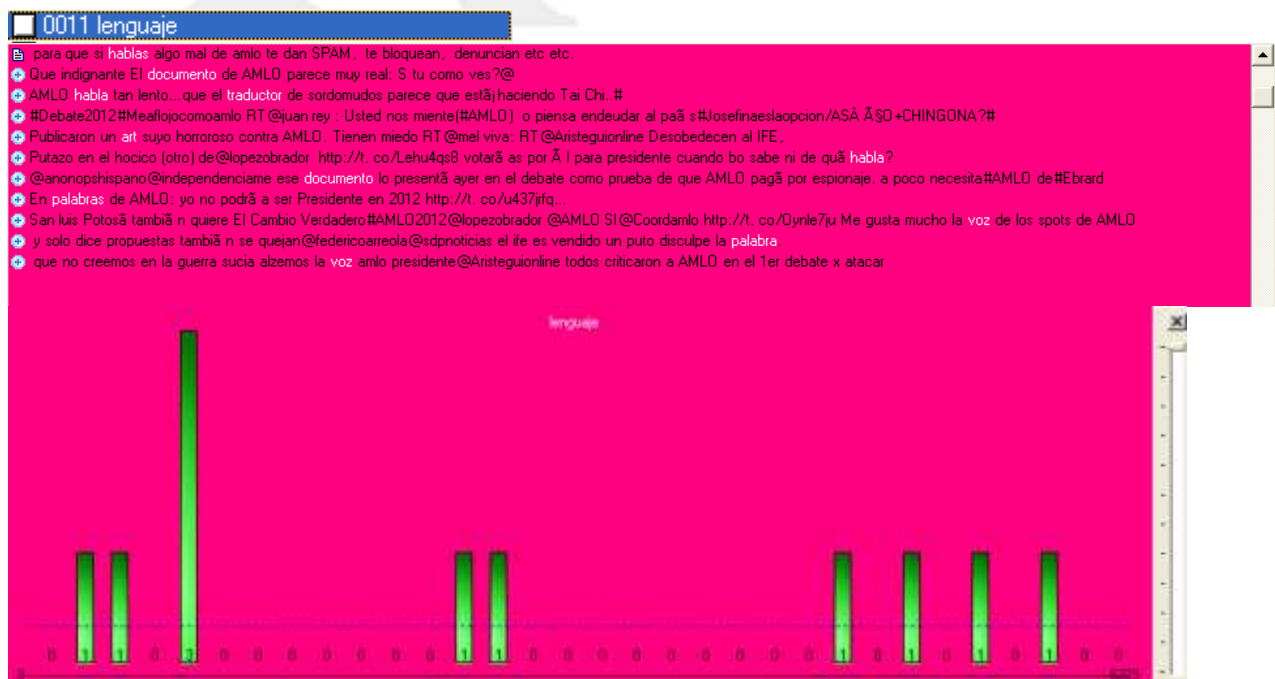 0011 lenguaje
para que si hablas algo mal de amlo te dan SPAM, te bloquean, denuncian etc etc.
Que indignante El documento de AMLO parece muy real: S tu como ves?@
AMLO habla tan lento...que el traductor de sordomudos parece que estã¡haciendo Tai Chi..#
#Debate2012#Meaflojocomoamlo RT@juan rey : Usted nos miente(#AMLO) o piensa endeudar al paã s#Josefinaeslaopcion/ASÂ Ã§O+CHINGONA?#
Publicaron un art suyo horroroso contra AMLO. Tienen miedo RT@mel viva: RT@Aristeguionline Desobedecen al IFE,
Putazo en el hocico (otro) de@lopezobrador http://t. co/Lehu4qs8 votarã as por Ã l para presidente cuando bo sabe ni de quã habla?
@anonopshispano@independenciame ese documento lo presentã ayer en el debate como prueba de que AMLO pagã por espionaje. a poco necesita#AMLO de#Ebrard
En palabras de AMLO: yo no podrã a ser Presidente en 2012 http://t. co/u437jrfq...
San luis Potosã tambiã n quiere El Cambio Verdadero#AMLO2012@lopezobrador @AMLO SI@Coordamlo http://t. co/Oynle7ju Me gusta mucho la voz de los spots de AMLO
y solo dice propuestas tambiã n se quejan@federicoarreola@sdpnoticias el ife es vendido un puto disculpe la palabra
que no creemos en la guerra sucia alzemos la voz amlo presidente@Aristeguionline todos criticaron a AMLO en el 1er debate x atacar
lenguaje
0 1 1 0 3 0 0 0 0 0 0 0 1 1 0 0 0 0 0 0 0 0 0 1 0 1 0 1 0 1 0 0